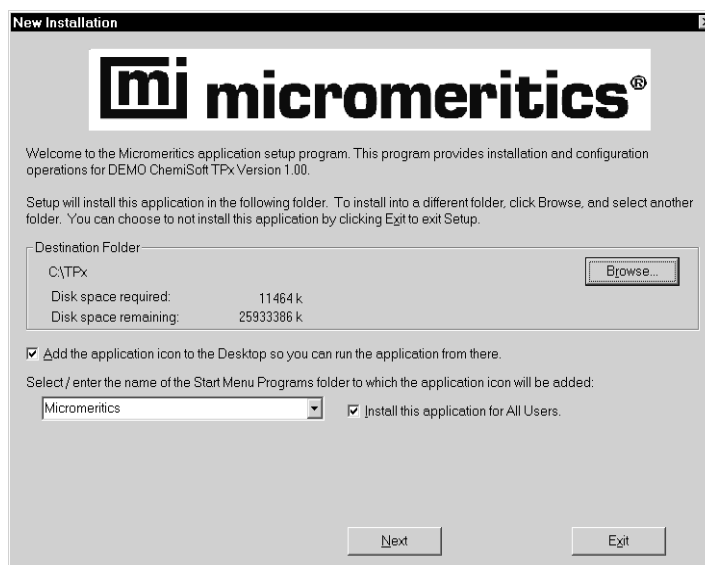 New Installation
mi micromeritics®
Welcome to the Micromeritics application setup program. This program provides installation and configuration
operations for DEMO ChemiSoft TPx Version 1.00.
Setup will install this application in the following folder. To install into a different folder, click Browse, and select another
folder. You can choose to not install this application by clicking Exit to exit Setup.
Destination Folder
C:\TPx
Browse...
Disk space required: 11464 k
Disk space remaining: 25933386 k
Add the application icon to the Desktop so you can run the application from there.
Select / enter the name of the Start Menu Programs folder to which the application icon will be added:
Micromeritics
Install this application for All Users.
Next
Exit